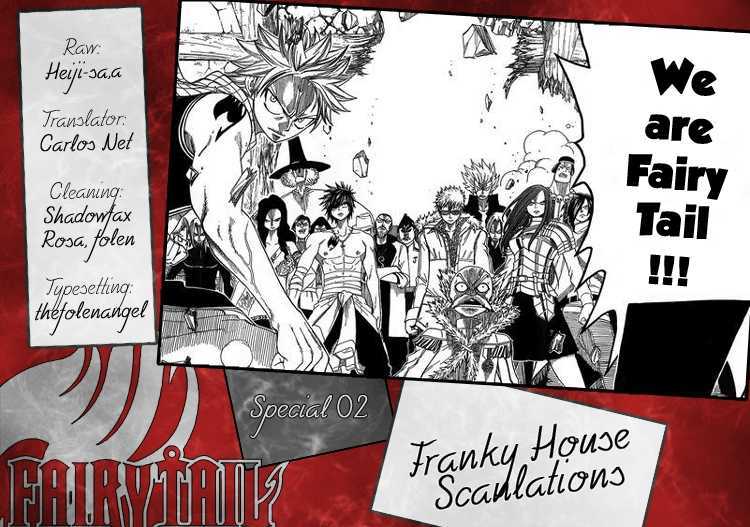 Raw:
Heiji-sa.a
Translator:
Carlos Net
Cleaning:
Shadowfax
Rosa, folen
Typesetting:
thefolenangel
We
are
Fairy
Tail
!!!
Special 02
Franky House
Scanlations
FAIRY TAIL